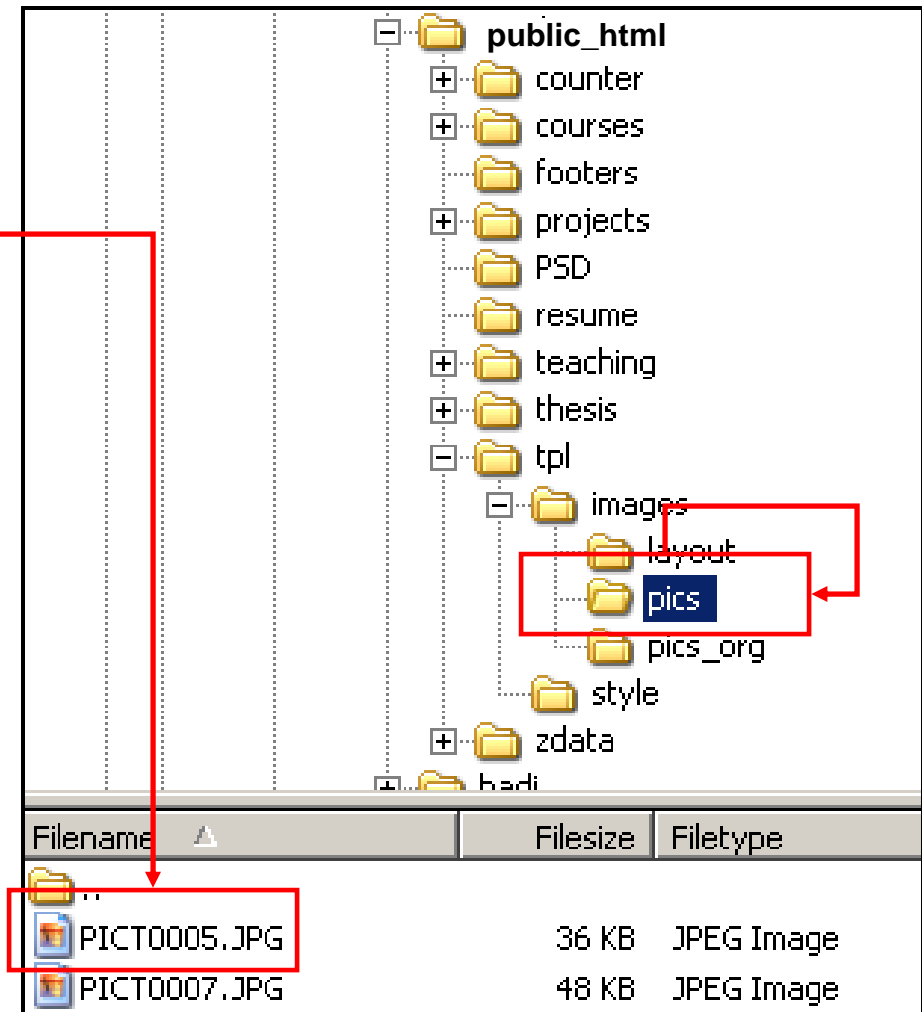 public_html
counter
courses
footers
projects
PSD
resume
teaching
thesis
tpl
images
layout
pics
pics_org
style
zdata
Filename Filesize Filetype
..
PICT0005.JPG 36 KB JPEG Image
PICT0007.JPG 48 KB JPEG Image